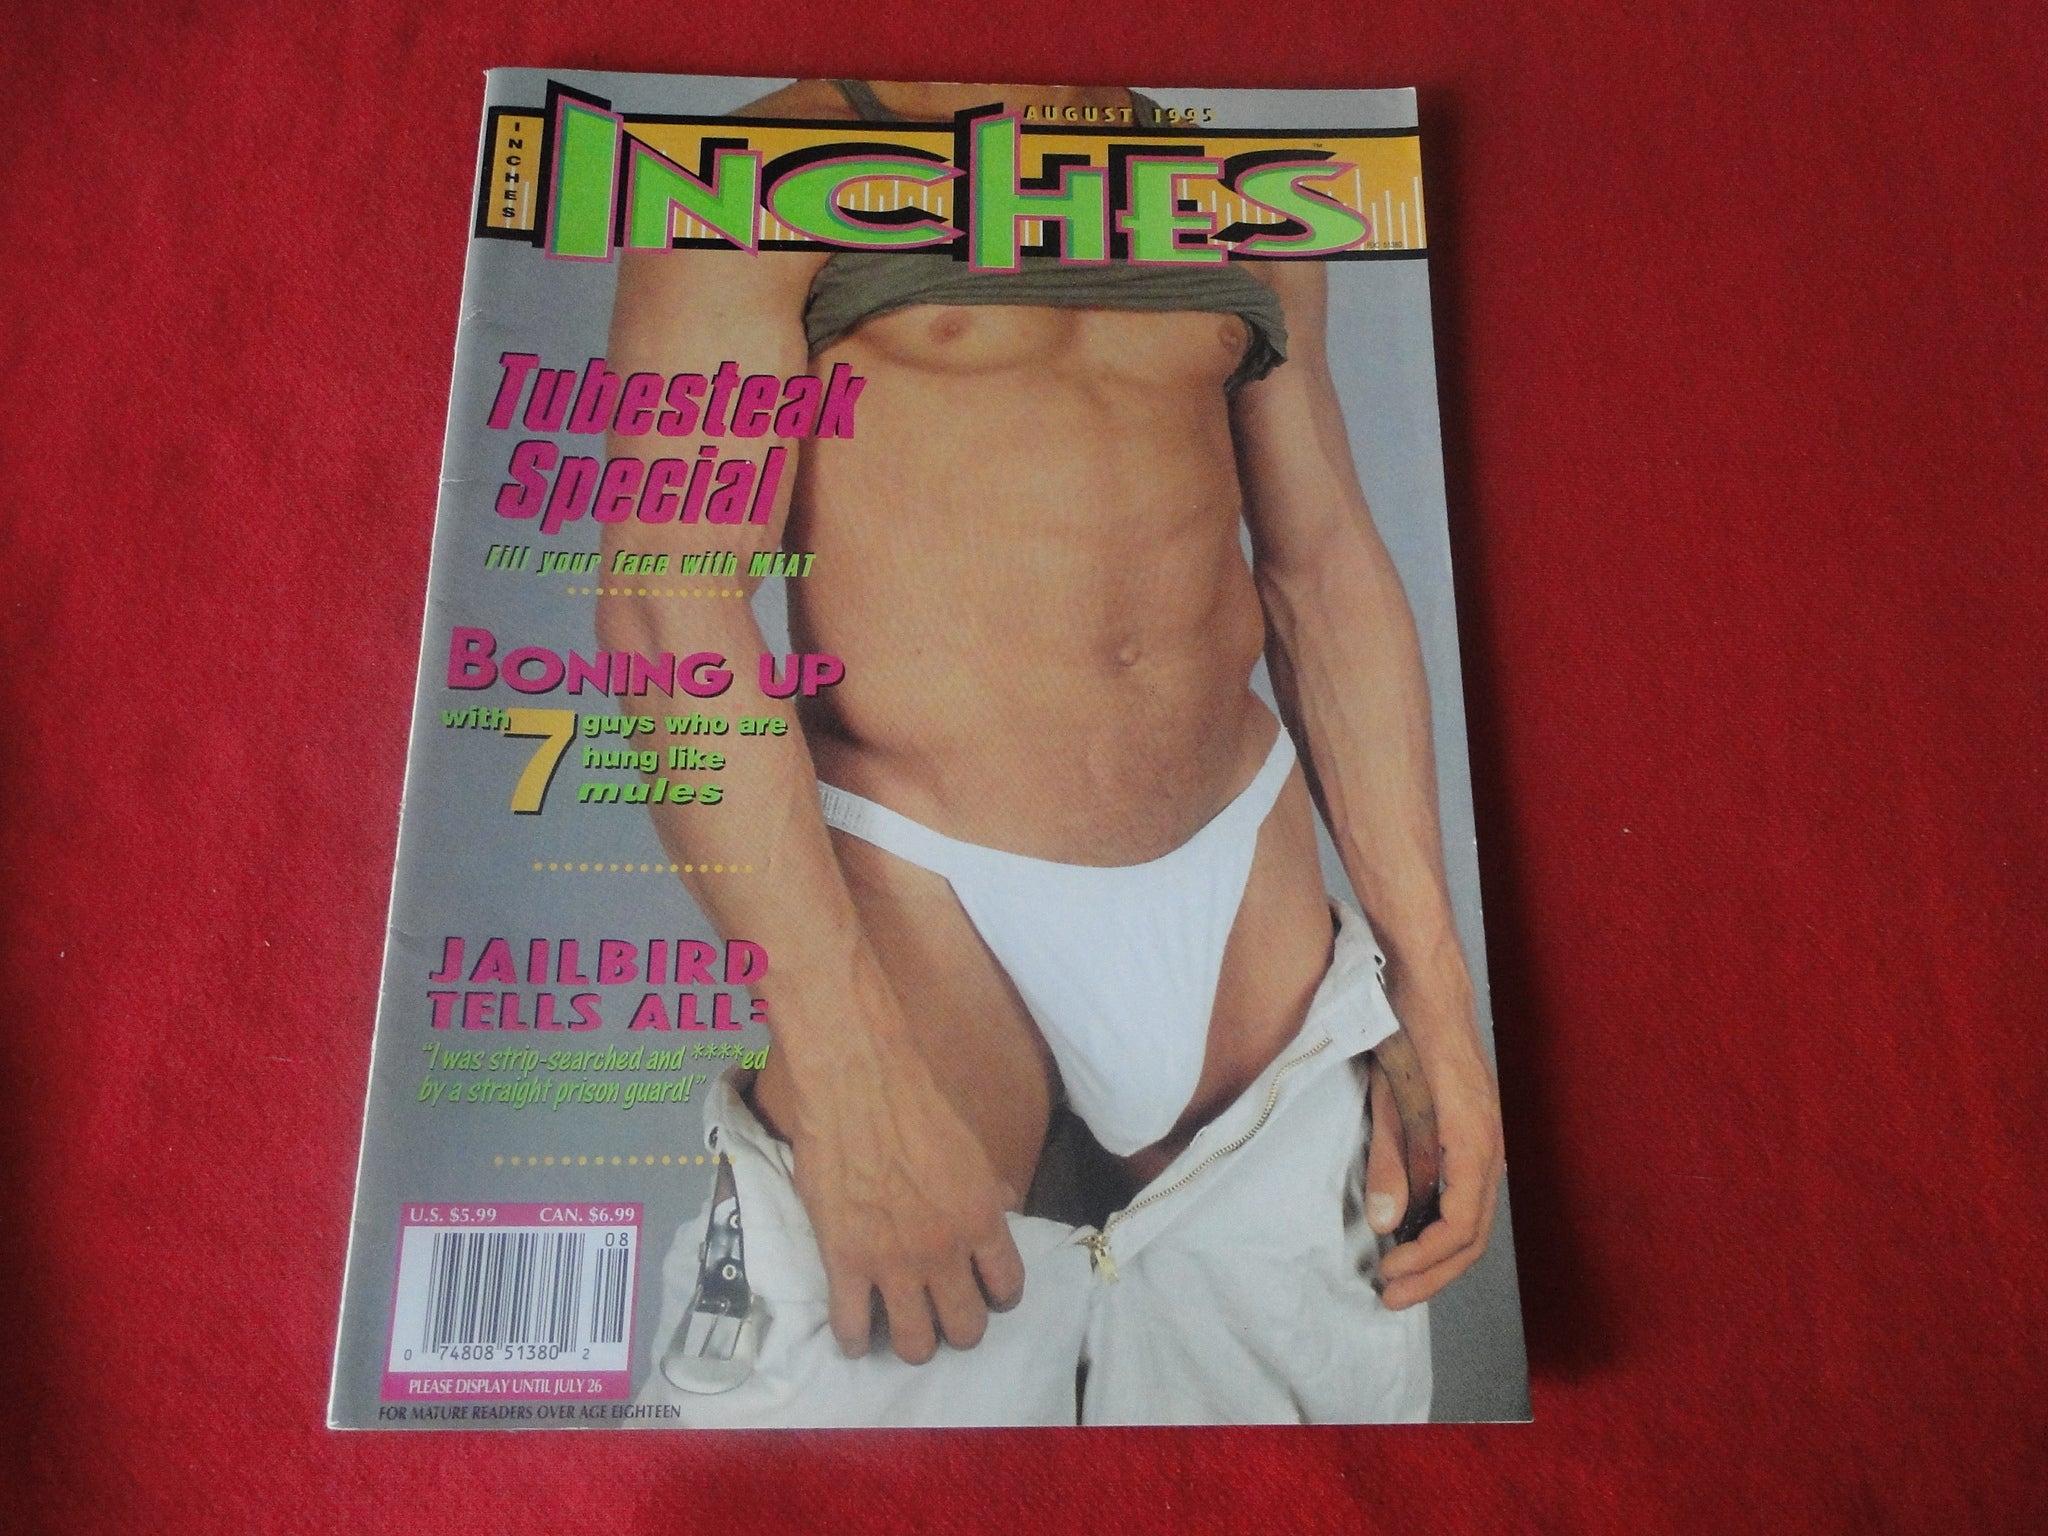 AUGUST 1995
INCHES
INCHES
TM
Tubesteak
Special
Fill your face with MEAT
BONING UP
with 7 guys who are
hung like
mules
JAILBIRD
TELLS ALL:
"I was strip-searched and ****ed
by a straight prison guard!"
U.S. $5.99 CAN. $6.99
08
0 74808 51380 2
PLEASE DISPLAY UNTIL JULY 26
FOR MATURE READERS OVER AGE EIGHTEEN